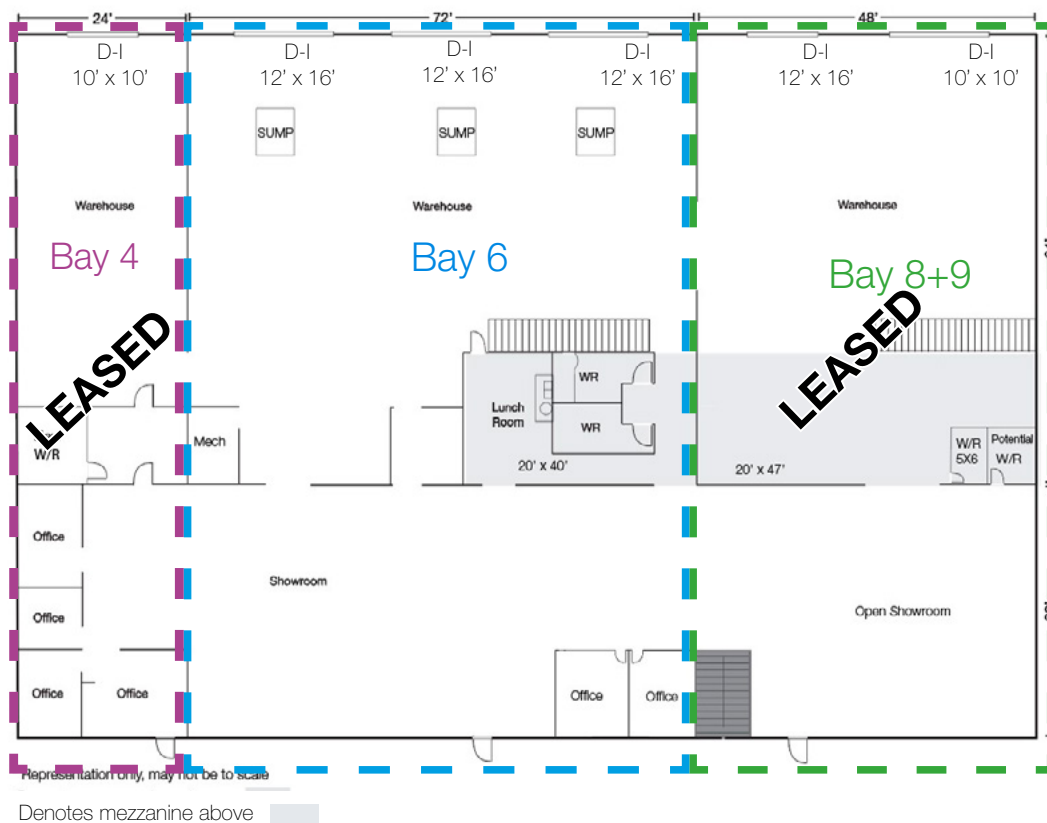 24'
72'
48'
D-I
10' x 10'
D-I
12' x 16'
D-I
12' x 16'
D-I
12' x 16'
D-I
12' x 16'
D-I
10' x 10'
SUMP
SUMP
SUMP
Warehouse
Warehouse
Warehouse
Bay 4
Bay 6
Bay 8+9
LEASED
LEASED
W/R
Mech
Lunch
Room
WR
WR
20' x 40'
20' x 47'
W/R
5X6
Potential
W/R
Office
Office
Office
Office
Showroom
Office
Office
Open Showroom
Representation only, may not be to scale
Denotes mezzanine above